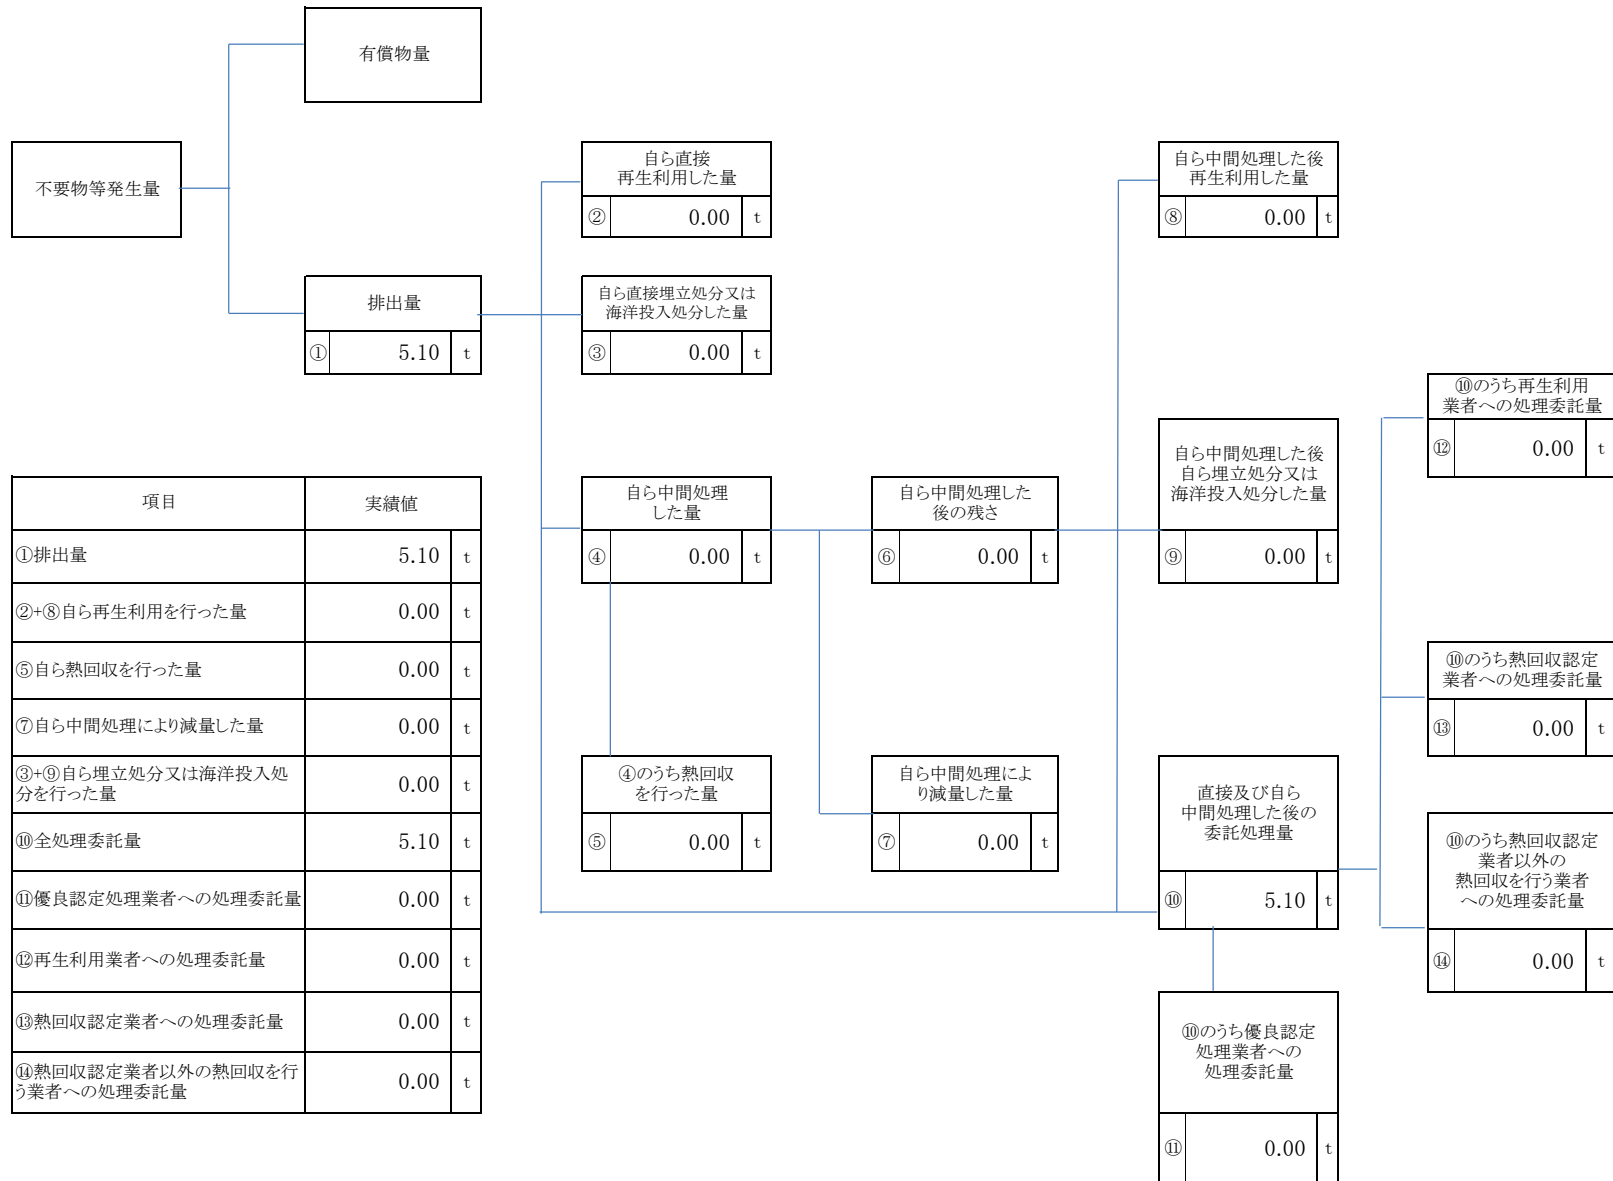 有償物量
不要物等発生量
排出量
① 5.10 t
自ら直接
再生利用した量
② 0.00 t
自ら直接埋立処分又は
海洋投入処分した量
③ 0.00 t
自ら中間処理
した量
④ 0.00 t
④のうち熱回収
を行った量
⑤ 0.00 t
自ら中間処理した
後の残さ
⑥ 0.00 t
自ら中間処理によ
り減量した量
⑦ 0.00 t
自ら中間処理した後
再生利用した量
⑧ 0.00 t
自ら中間処理した後
自ら埋立処分又は
海洋投入処分した量
⑨ 0.00 t
直接及び自ら
中間処理した後の
委託処理量
⑩ 5.10 t
⑩のうち優良認定
処理業者への
処理委託量
⑪ 0.00 t
⑩のうち再生利用
業者への処理委託量
⑫ 0.00 t
⑩のうち熱回収認定
業者への処理委託量
⑬ 0.00 t
⑩のうち熱回収認定
業者以外の
熱回収を行う業者
への処理委託量
⑭ 0.00 t
項目 実績値
①排出量 5.10 t
②+⑧自ら再生利用を行った量 0.00 t
⑤自ら熱回収を行った量 0.00 t
⑦自ら中間処理により減量した量 0.00 t
③+⑨自ら埋立処分又は海洋投入処
分を行った量 0.00 t
⑩全処理委託量 5.10 t
⑪優良認定処理業者への処理委託量 0.00 t
⑫再生利用業者への処理委託量 0.00 t
⑬熱回収認定業者への処理委託量 0.00 t
⑭熱回収認定業者以外の熱回収を行
う業者への処理委託量 0.00 t